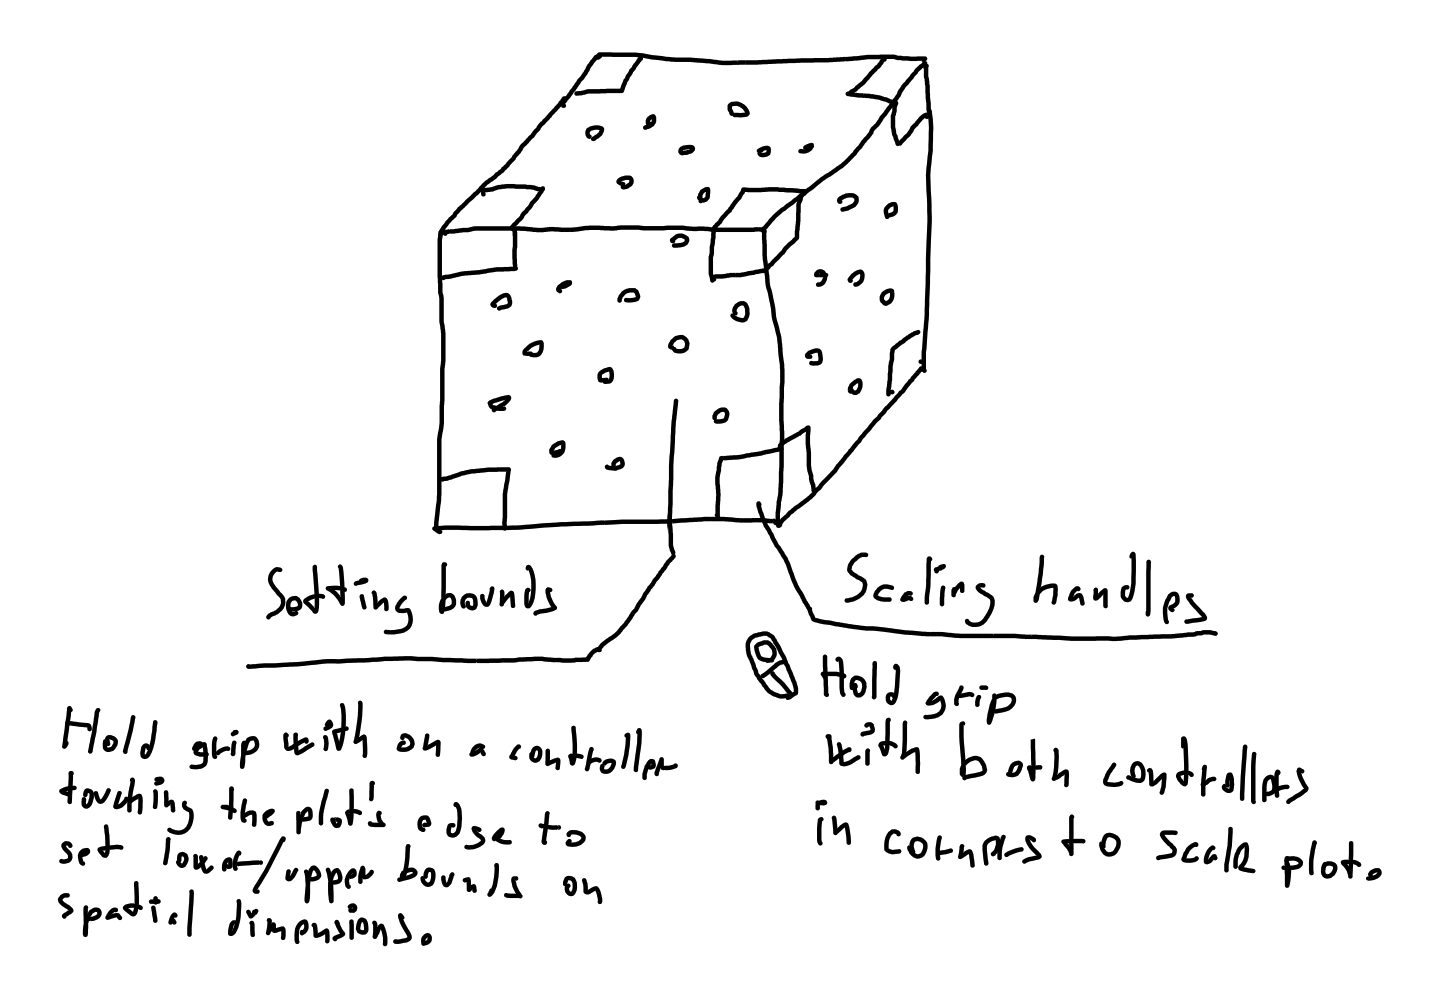 Setting bounds
Hold grip with on a controller
touching the plot's edge to
set lower/upper bounds on
spatial dimensions.
Scaling handles
Hold grip
with both controllers
in corners to scale plot.